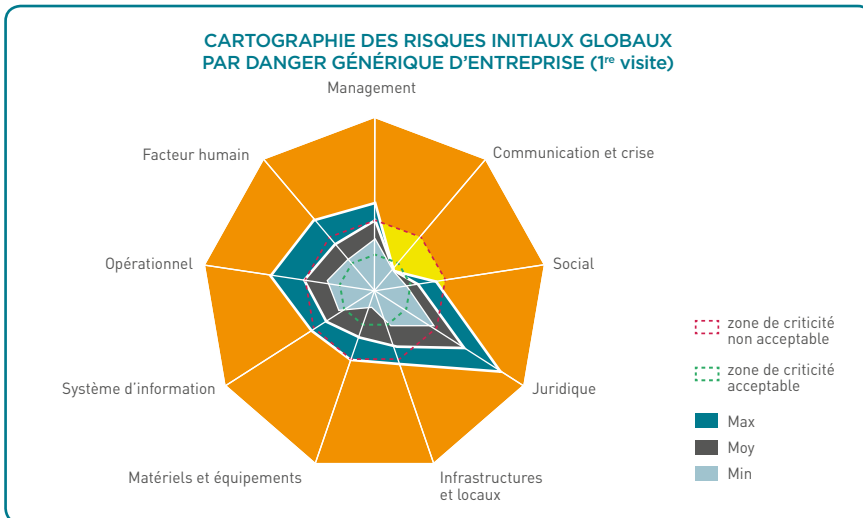 CARTOGRAPHIE DES RISQUES INITIAUX GLOBAUX
PAR DANGER GÉNÉRIQUE D’ENTREPRISE (1re visite)
Management
Communication et crise
Facteur humain
Opérationnel
Social
zone de criticité
non acceptable
zone de criticité
acceptable
Système d’information
Juridique
Max
Moy
Min
Matériels et équipements
Infrastructures
et locaux